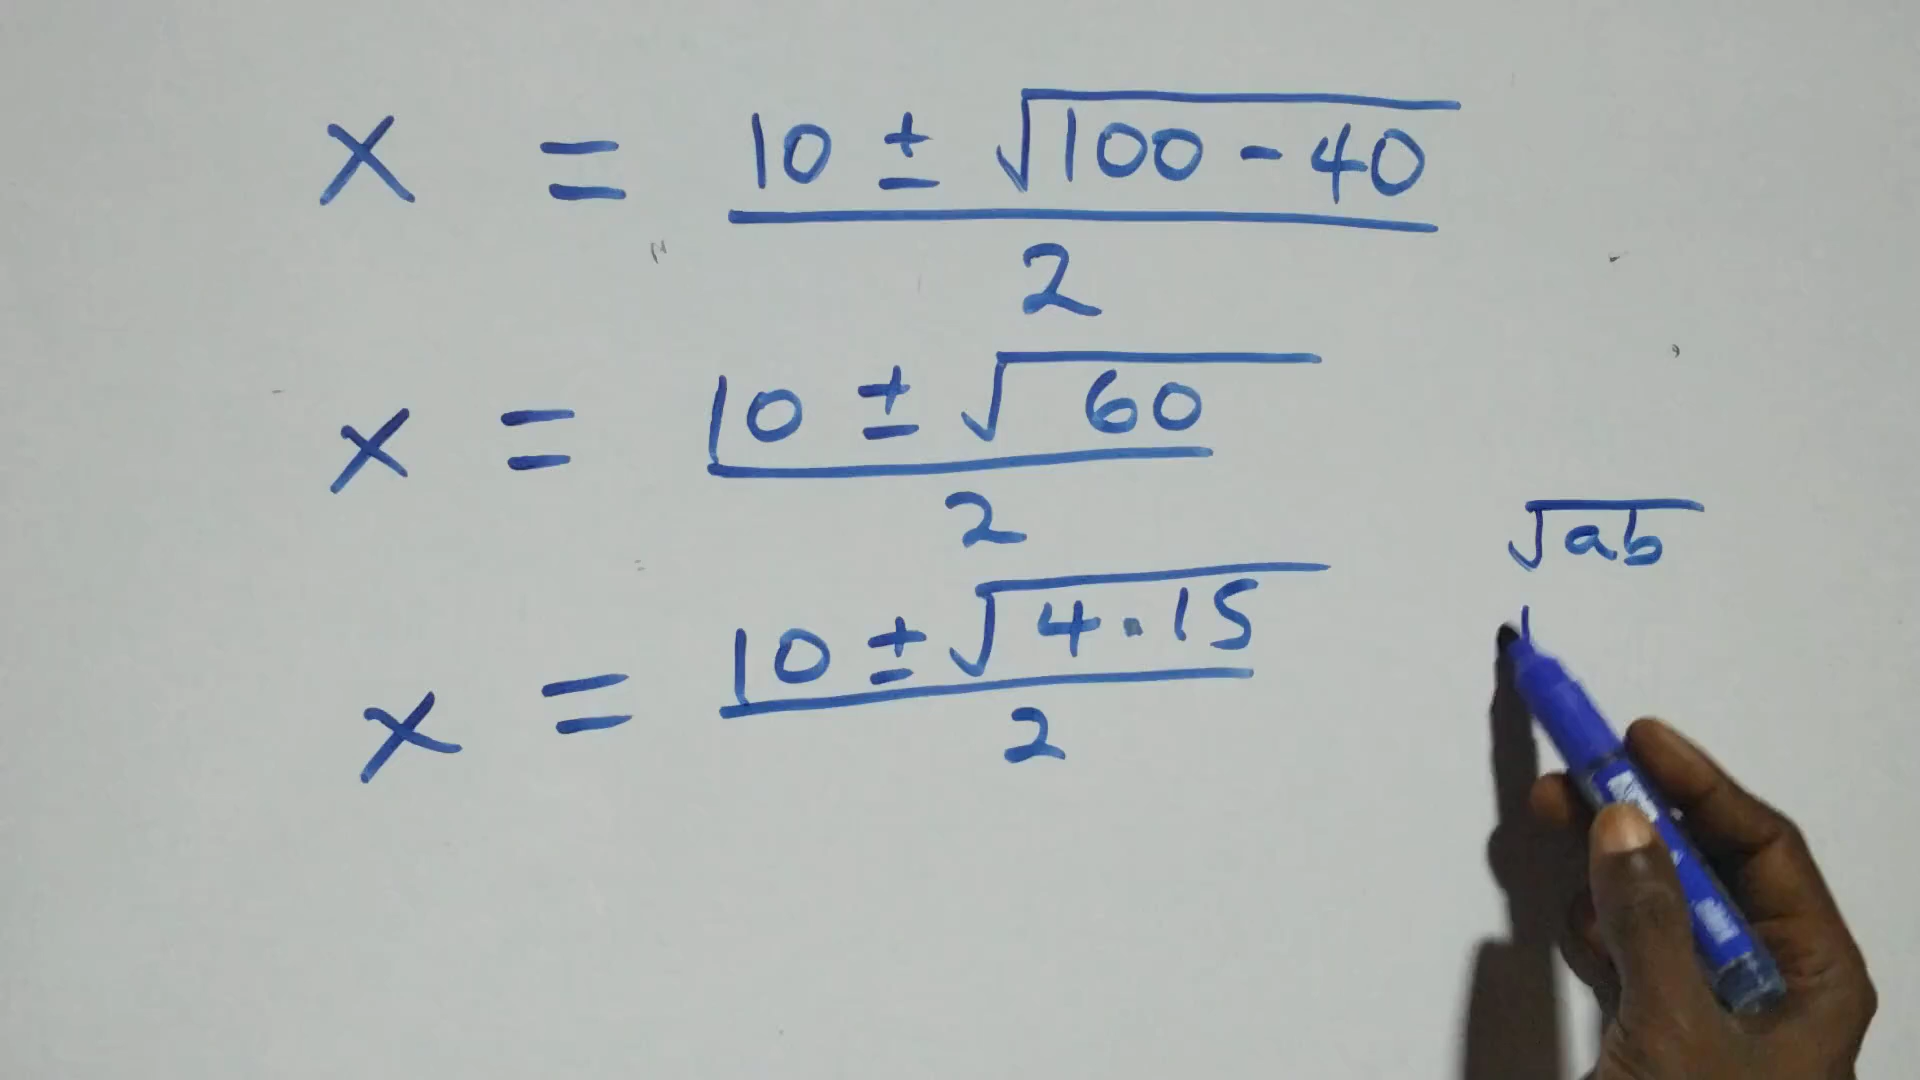 x = 10 ± √100 - 40
2
x = 10 ± √60
2
√ab
x = 10 ± √4·15
2